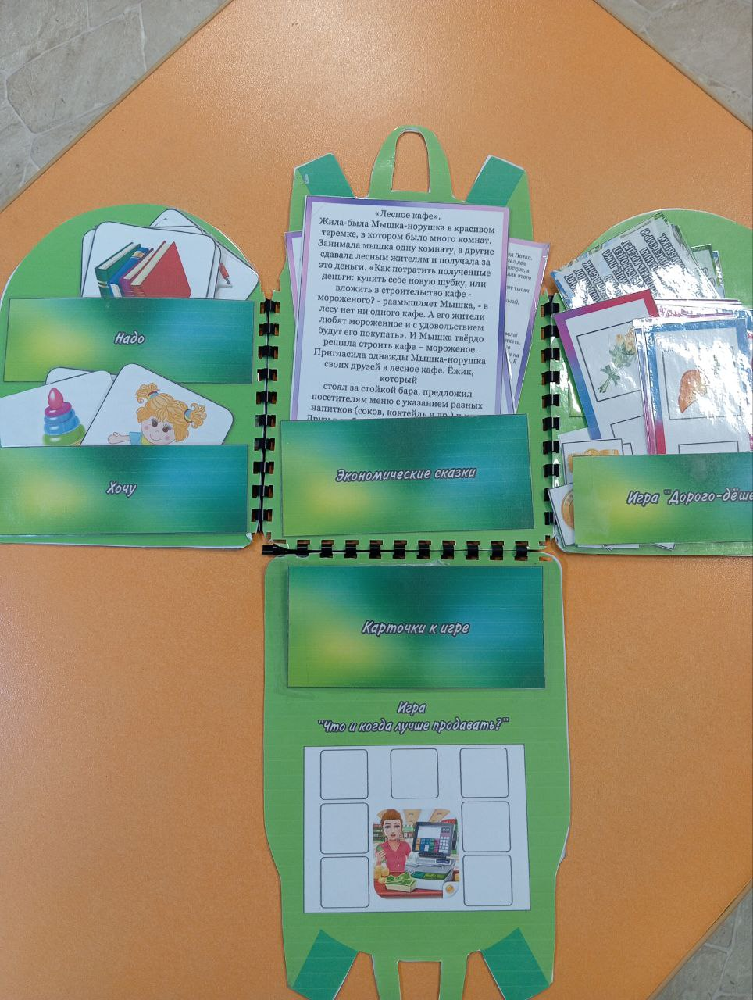 «Лесное кафе».
Жила-была Мышка-норушка в красивом
теремке, в котором было много комнат.
Занимала мышка одну комнату, а другие
сдавала лесным жителям и получала за
это деньги. «Как потратить полученные
деньги: купить себе новую шубку, или
вложить в строительство кафе -
мороженого? - размышляет Мышка, - в
лесу нет ни одного кафе. А его жители
любят мороженное и с удовольствием
будут его покупать». И Мышка твёрдо
решила строить кафе – мороженое.
Пригласила однажды Мышка-норушка
своих друзей в лесное кафе. Ёжик,
который
стоял за стойкой бара, предложил
посетителям меню с указанием разных
напитков (соков, коктейль и др.)
Надо
Хочу
Экономические сказки
Игра "Дорого-дёше
Карточки к игре
Игра
"Что и когда лучше продавать?"